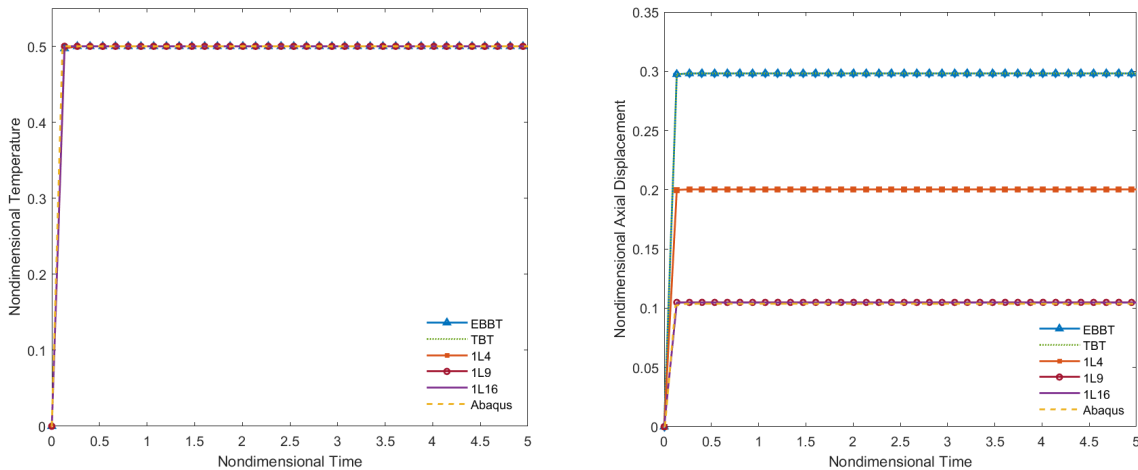 0.5
0.4
0.3
0.2
0.1
0
Nondimensional Temperature
0 0.5 1 1.5 2 2.5 3 3.5 4 4.5 5
Nondimensional Time
EBBT
TBT
1L4
1L9
1L16
Abaqus
0.35
0.3
0.25
0.2
0.15
0.1
0.05
0
Nondimensional Axial Displacement
0 0.5 1 1.5 2 2.5 3 3.5 4 4.5 5
Nondimensional Time
EBBT
TBT
1L4
1L9
1L16
Abaqus